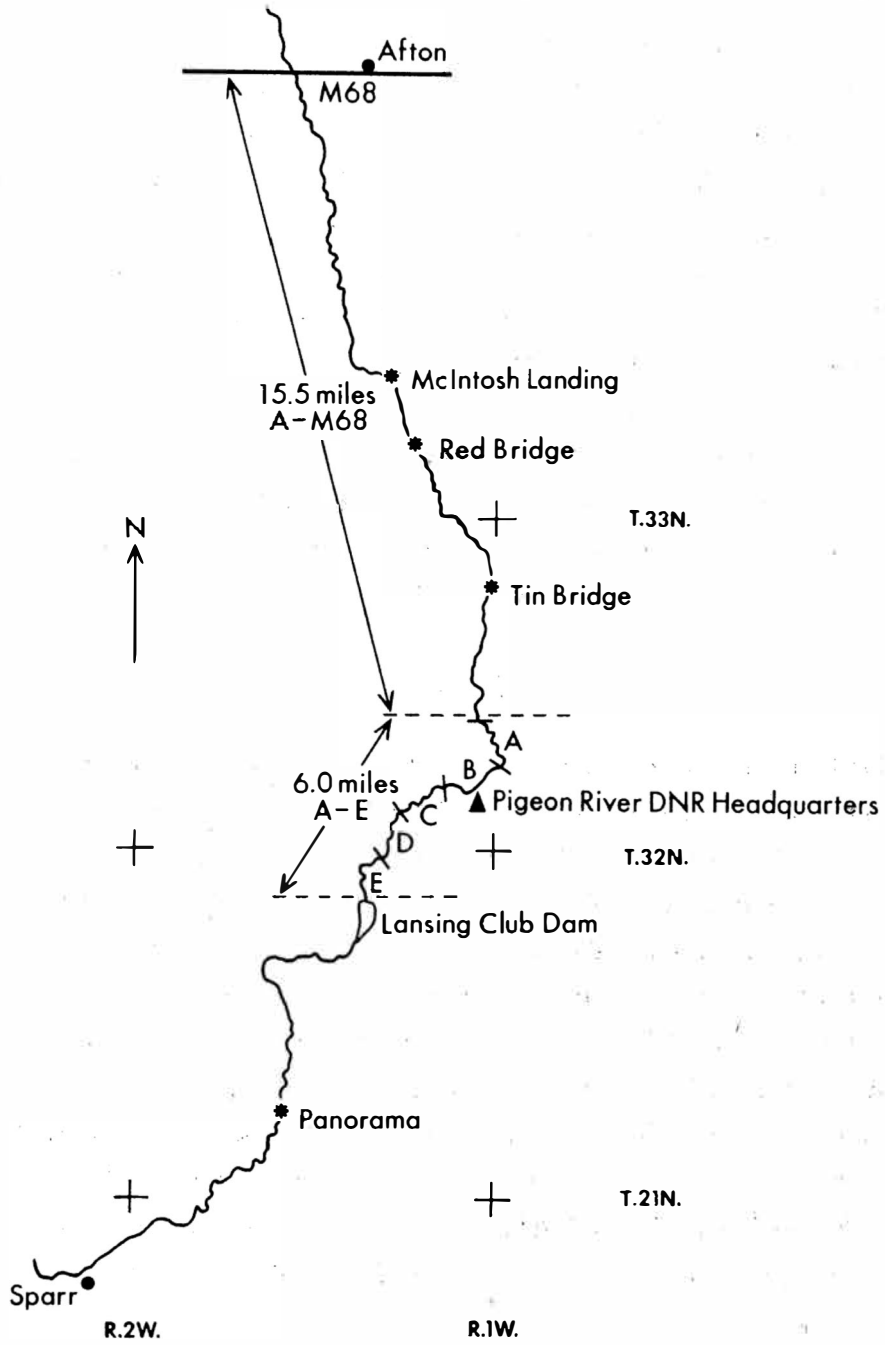 Afton
M68
15.5 miles
A-M68
McIntosh Landing
Red Bridge
N
T.33N.
Tin Bridge
A
B
6.0 miles
A-E
Pigeon River DNR Headquarters
C
D
T.32N.
E
Lansing Club Dam
Panorama
T.21N.
Sparr
R.2W.
R.1W.